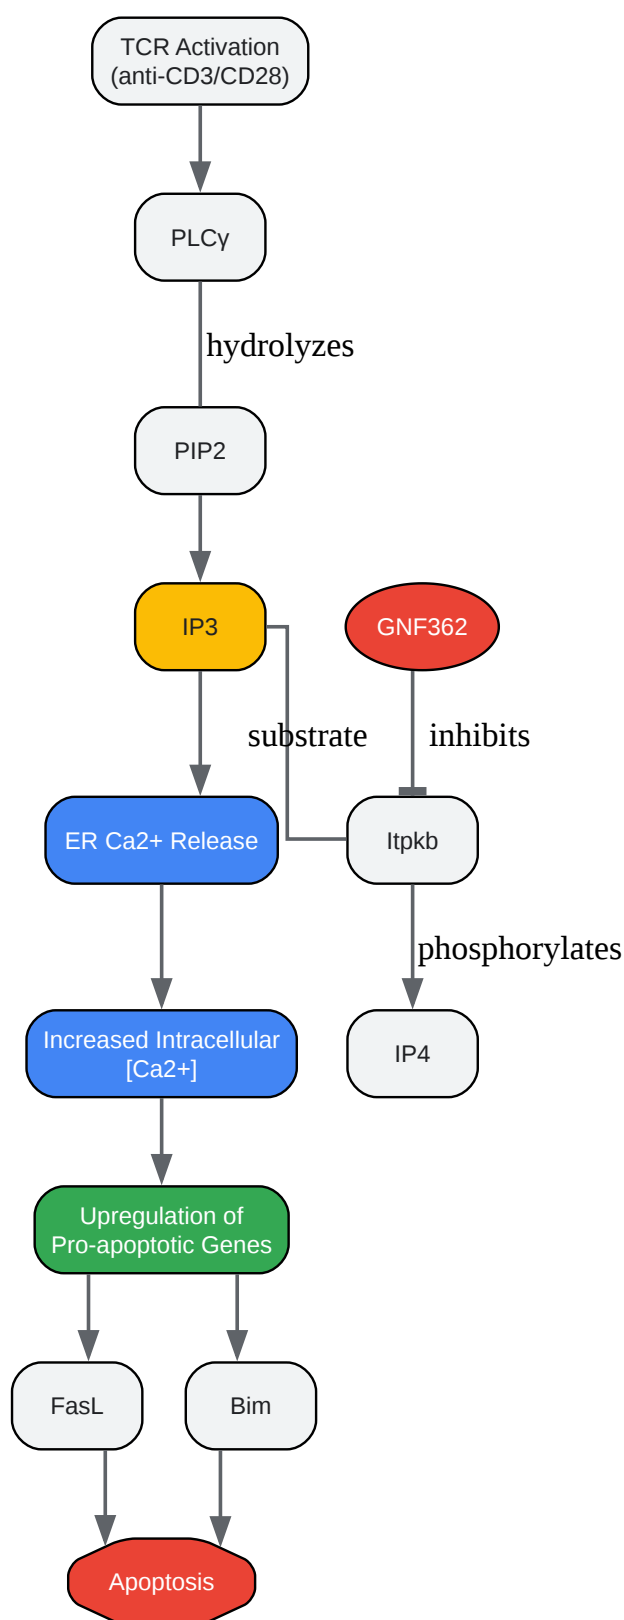 TCR Activation
(anti-CD3/CD28)
PLCγ
hydrolyzes
PIP2
IP3
GNF362
substrate
inhibits
ER Ca2+ Release
Itpkb
phosphorylates
Increased Intracellular
[Ca2+]
IP4
Upregulation of
Pro-apoptotic Genes
FasL
Bim
Apoptosis